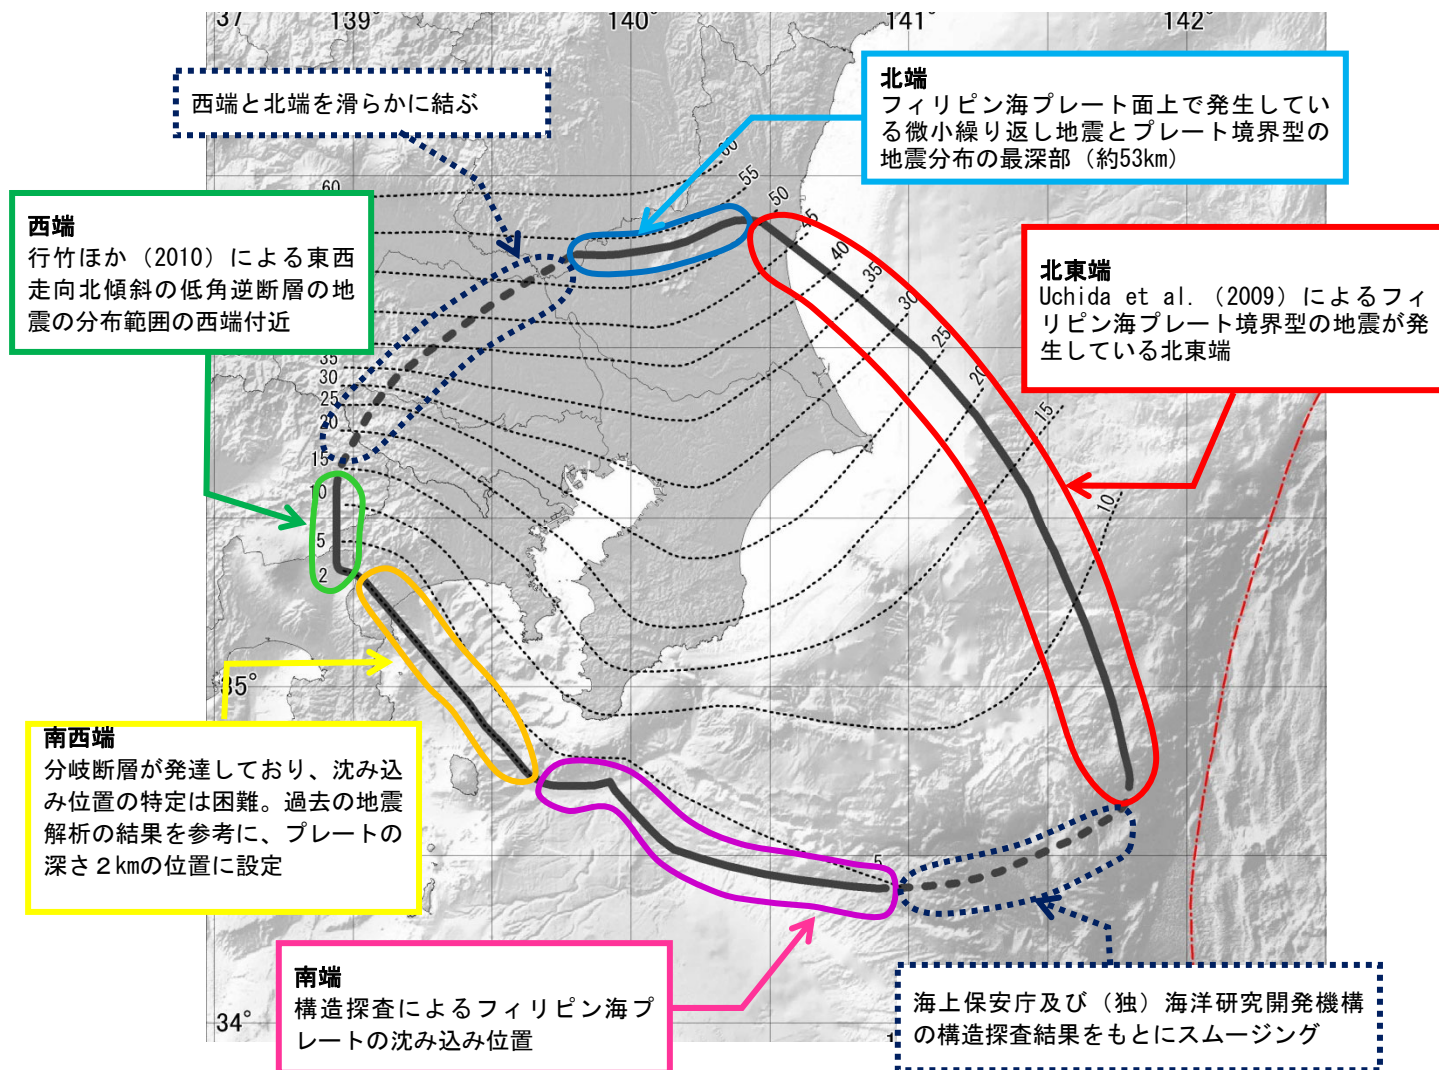 37
139°
140°
141°
142°
西端と北端を滑らかに結ぶ
北端
フィリピン海プレート面上で発生してい
る微小繰り返し地震とプレート境界型の
地震分布の最深部（約53km）
西端
行竹ほか（2010）による東西
走向北傾斜の低角逆断層の地
震の分布範囲の西端付近
北東端
Uchida et al.（2009）によるフィ
リピン海プレート境界型の地震が発
生している北東端
60
55
50
45
40
35
30
25
20
15
10
60
35
30
25
20
15
10
5
2
35°
南西端
分岐断層が発達しており、沈み込
み位置の特定は困難。過去の地震
解析の結果を参考に、プレートの
深さ２kmの位置に設定
5
南端
構造探査によるフィリピン海プ
レートの沈み込み位置
海上保安庁及び（独）海洋研究開発機構
の構造探査結果をもとにスムージング
34°